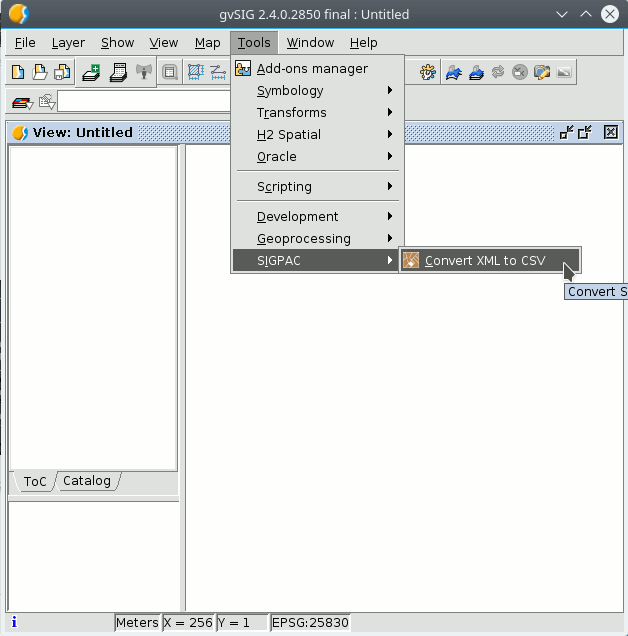 gvSIG 2.4.0.2850 final : Untitled
File Layer Show View Map Tools Window Help
Add-ons manager
Symbology
Transforms
H2 Spatial
Oracle
Scripting
Development
Geoprocessing
SIGPAC
Convert XML to CSV
Convert S
View: Untitled
ToC Catalog
i Meters X = 256 Y = 1 EPSG:25830